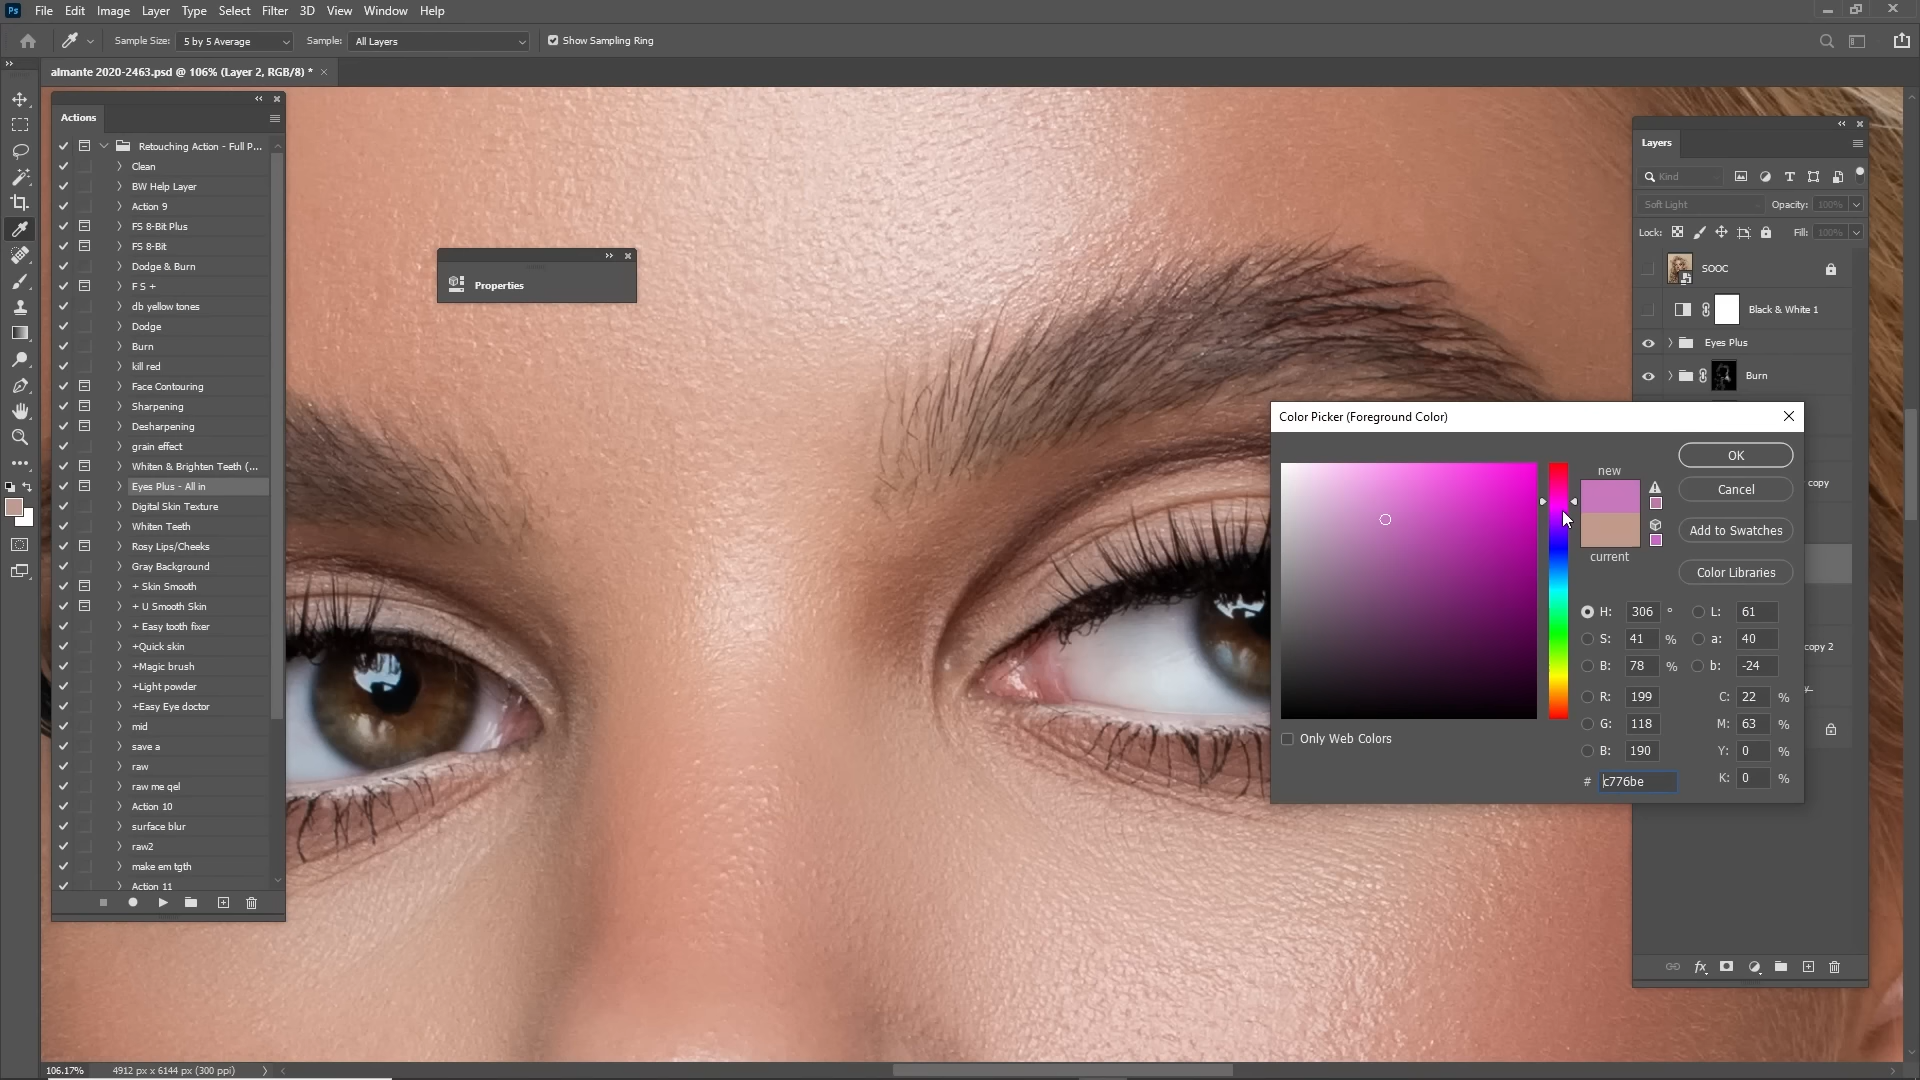 Ps File Edit Image Layer Type Select Filter 3D View Window Help
Sample Size: 5 by 5 Average Sample: All Layers Show Sampling Ring
almante 2020-2463.psd @ 106% (Layer 2, RGB/8) *
Actions
Retouching Action - Full P...
Clean
BW Help Layer
Action 9
FS 8-Bit Plus
FS 8-Bit
Dodge & Burn
F S +
db yellow tones
Dodge
Burn
kill red
Face Contouring
Sharpening
Desharpening
grain effect
Whiten & Brighten Teeth (...
Eyes Plus - All in
Digital Skin Texture
Whiten Teeth
Rosy Lips/Cheeks
Gray Background
+ Skin Smooth
+ U Smooth Skin
+ Easy tooth fixer
+Quick skin
+Magic brush
+Light powder
+Easy Eye doctor
mid
save a
raw
raw me qel
Action 10
surface blur
raw2
make em tgth
Action 11
Properties
Layers
Kind
Soft Light Opacity: 100%
Lock: Fill: 100%
SOOC
Black & White 1
Eyes Plus
Burn
copy
copy 2
Color Picker (Foreground Color)
new
current
OK
Cancel
Add to Swatches
Color Libraries
H: 306 ° L: 61
S: 41 % a: 40
B: 78 % b: -24
R: 199 C: 22 %
G: 118 M: 63 %
B: 190 Y: 0 %
# c776be K: 0 %
Only Web Colors
106.17% 4912 px x 6144 px (300 ppi)